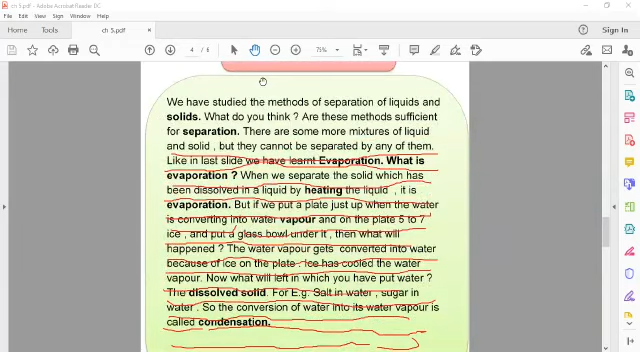 ch 5.pdf - Adobe Acrobat Reader DC
File Edit View Sign Window Help
Home Tools ch 5.pdf × Sign In
4 / 6 75%
We have studied the methods of separation of liquids and
solids. What do you think ? Are these methods sufficient
for separation. There are some more mixtures of liquid
and solid , but they cannot be separated by any of them.
Like in last slide we have learnt Evaporation. What is
evaporation ? When we separate the solid which has
been dissolved in a liquid by heating the liquid , it is
evaporation. But if we put a plate just up when the water
is converting into water vapour and on the plate 5 to 7
ice , and put a glass bowl under it , then what will
happened ? The water vapour gets converted into water
because of ice on the plate . Ice has cooled the water
vapour. Now what will left in which you have put water ?
The dissolved solid. For E.g. Salt in water , sugar in
water . So the conversion of water into its water vapour is
called condensation.